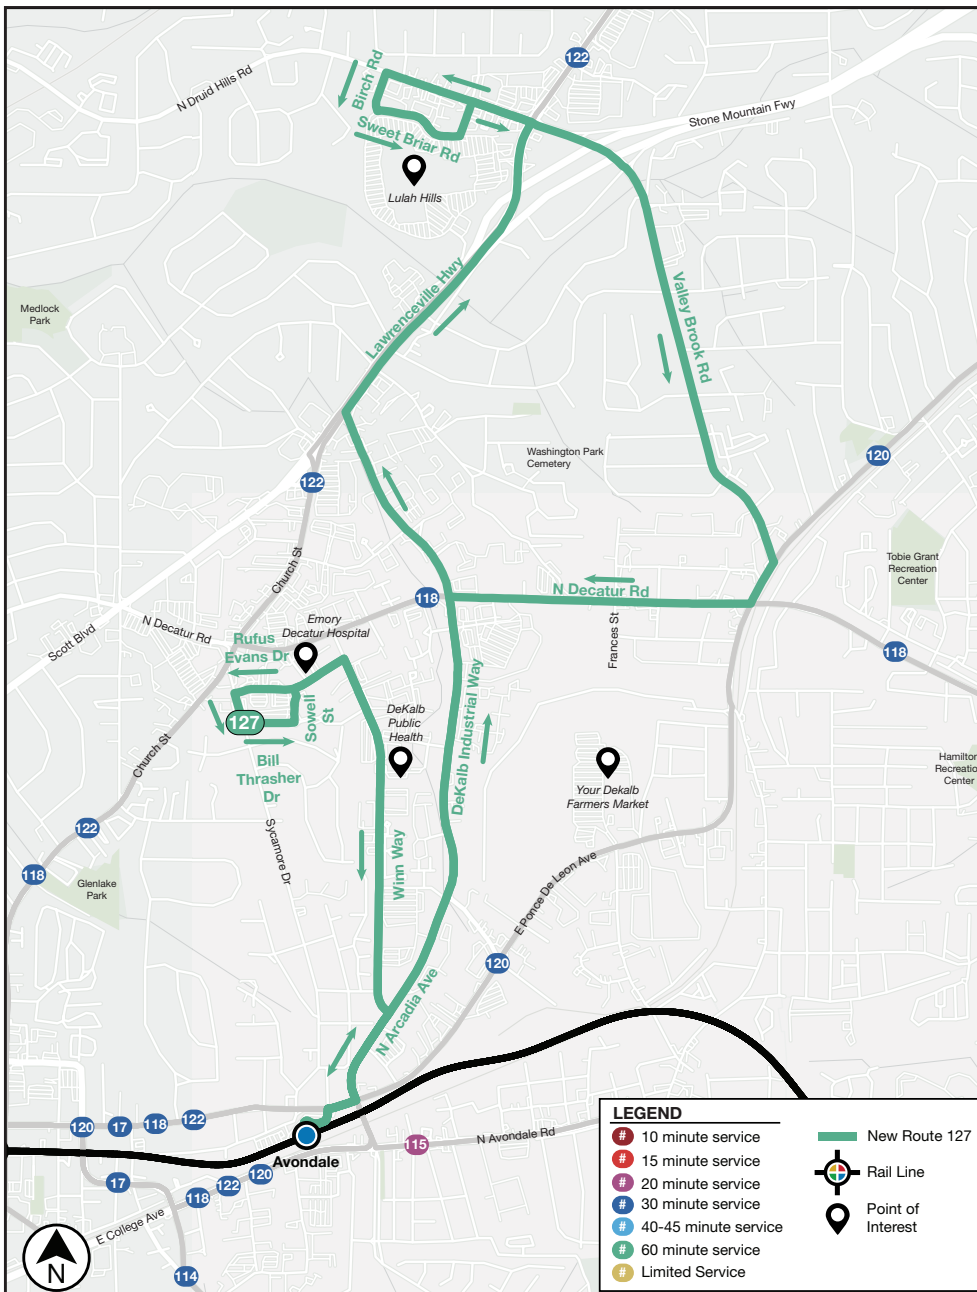 122
Birch Rd
N Druid Hills Rd
Stone Mountain Fwy
Sweet Briar Rd
Lulah Hills
Lawrenceville Hwy
Medlock
Park
Valley Brook Rd
Washington Park
Cemetery
120
122
Church St
Tobie Grant
Recreation
Center
118
N Decatur Rd
Emory
Decatur Hospital
N Decatur Rd
Scott Blvd
Rufus
Evans Dr
Frances St
118
Sowell
St
127
DeKalb
Public
Health
DeKalb Industrial Way
Church St
Bill
Thrasher
Dr
Your Dekalb
Farmers Market
Hamilton
Recreation
Center
122
Sycamore Dr
118
Glenlake
Park
Winn Way
E Ponce De Leon Ave
120
N Arcadia Ave
120
17
118
122
Avondale
115
N Avondale Rd
17
118
122
120
E College Ave
114
N
LEGEND
# 10 minute service
# 15 minute service
# 20 minute service
# 30 minute service
# 40-45 minute service
# 60 minute service
# Limited Service
New Route 127
Rail Line
Point of
Interest